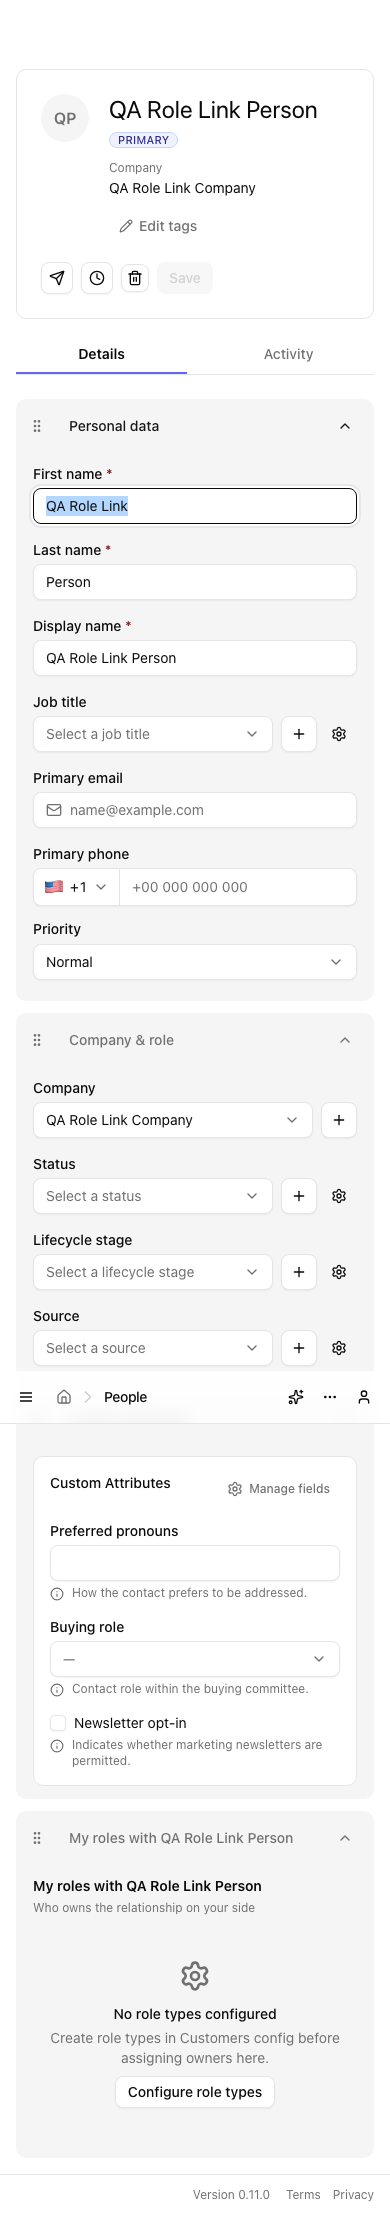 QP
QA Role Link Person
PRIMARY
Company
QA Role Link Company
Edit tags
Save
Details
Activity
Personal data
First name *
QA Role Link
Last name *
Person
Display name *
QA Role Link Person
Job title
Select a job title
Primary email
name@example.com
Primary phone
+1
+00 000 000 000
Priority
Normal
Company & role
Company
QA Role Link Company
Status
Select a status
Lifecycle stage
Select a lifecycle stage
Source
Select a source
People
Custom Attributes
Manage fields
Preferred pronouns
How the contact prefers to be addressed.
Buying role
—
Contact role within the buying committee.
Newsletter opt-in
Indicates whether marketing newsletters are
permitted.
My roles with QA Role Link Person
My roles with QA Role Link Person
Who owns the relationship on your side
No role types configured
Create role types in Customers config before
assigning owners here.
Configure role types
Version 0.11.0
Terms
Privacy